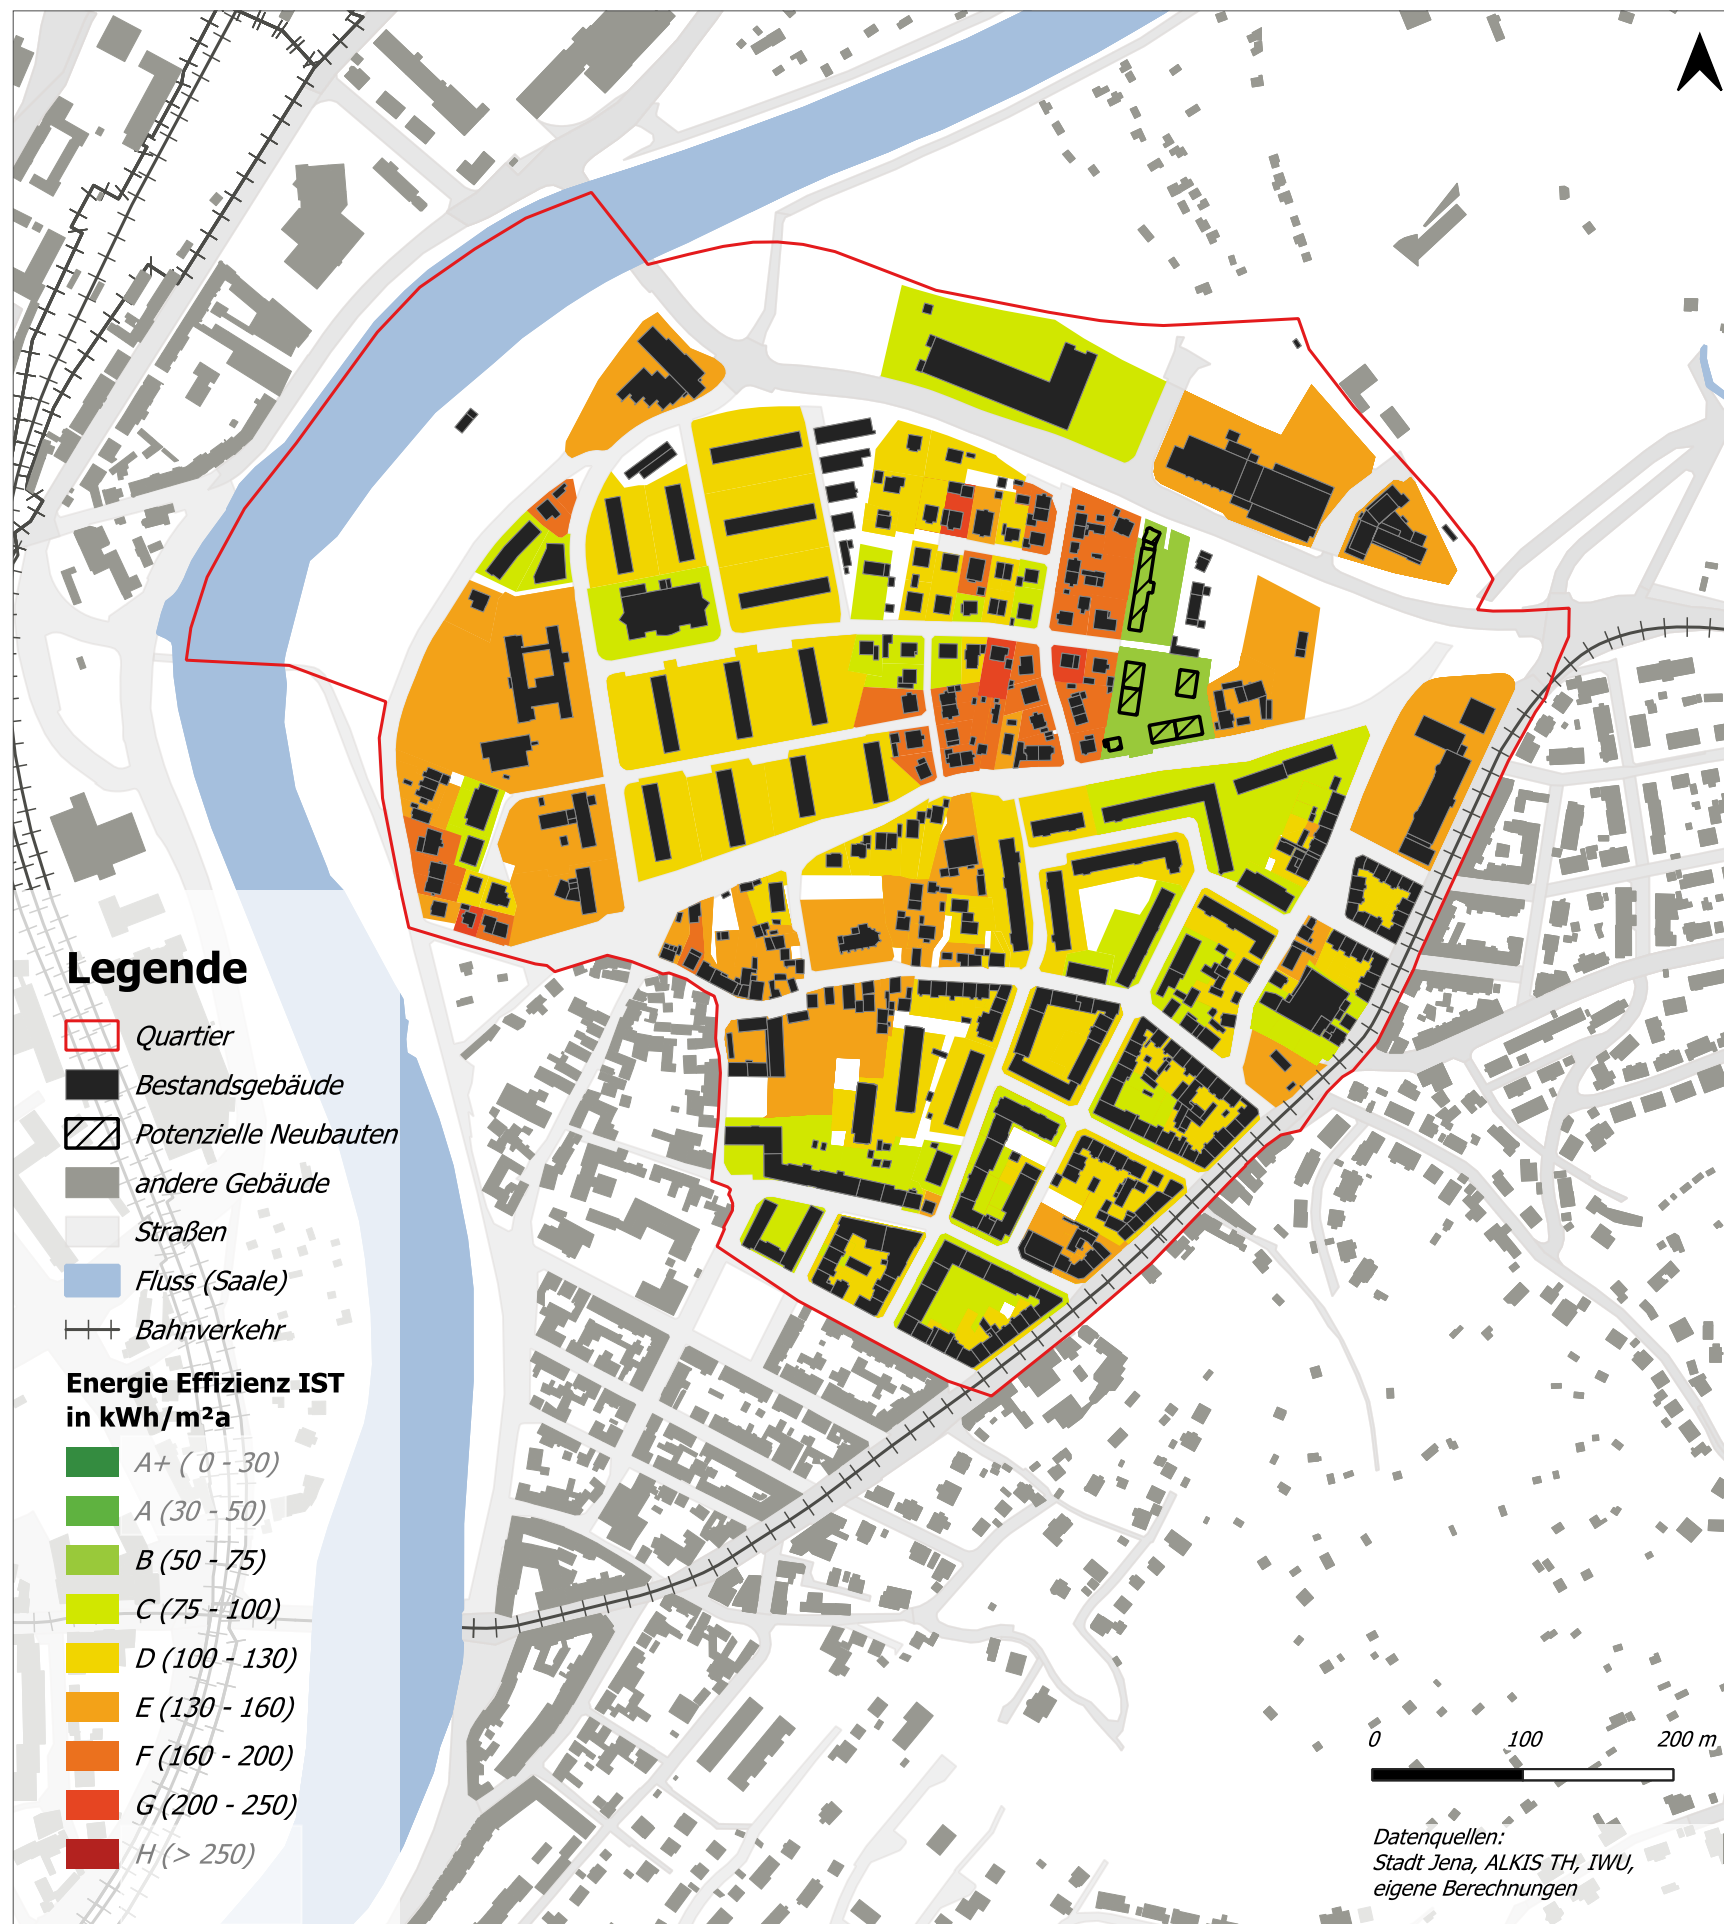 Legende
Quartier
Bestandsgebäude
Potenzielle Neubauten
andere Gebäude
Straßen
Fluss (Saale)
Bahnverkehr
Energie Effizienz IST
in kWh/m²a
A+ ( 0 - 30)
A (30 - 50)
B (50 - 75)
C (75 - 100)
D (100 - 130)
E (130 - 160)
F (160 - 200)
G (200 - 250)
H (> 250)
0 100 200 m
Datenquellen:
Stadt Jena, ALKIS TH, IWU,
eigene Berechnungen